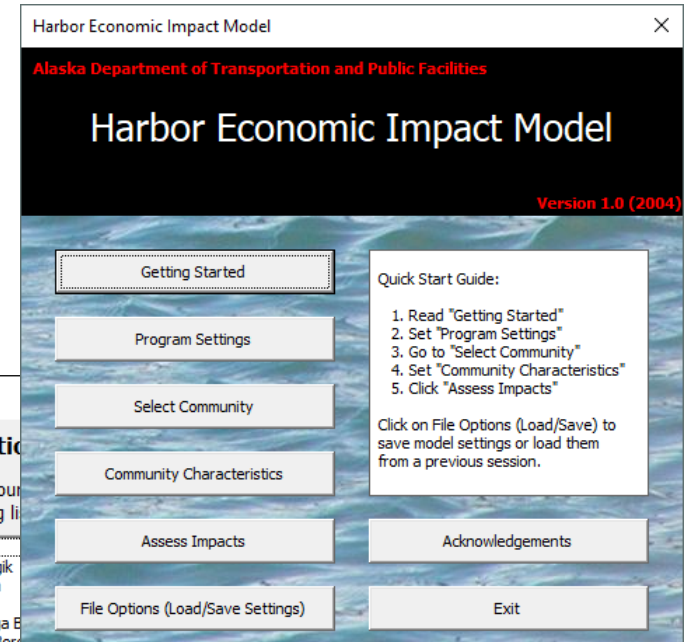 Harbor Economic Impact Model
Alaska Department of Transportation and Public Facilities
Harbor Economic Impact Model
Version 1.0 (2004)
Getting Started
Program Settings
Select Community
Community Characteristics
Assess Impacts
File Options (Load/Save Settings)
Quick Start Guide:
1. Read "Getting Started"
2. Set "Program Settings"
3. Go to "Select Community"
4. Set "Community Characteristics"
5. Click "Assess Impacts"
Click on File Options (Load/Save) to
save model settings or load them
from a previous session.
Acknowledgements
Exit